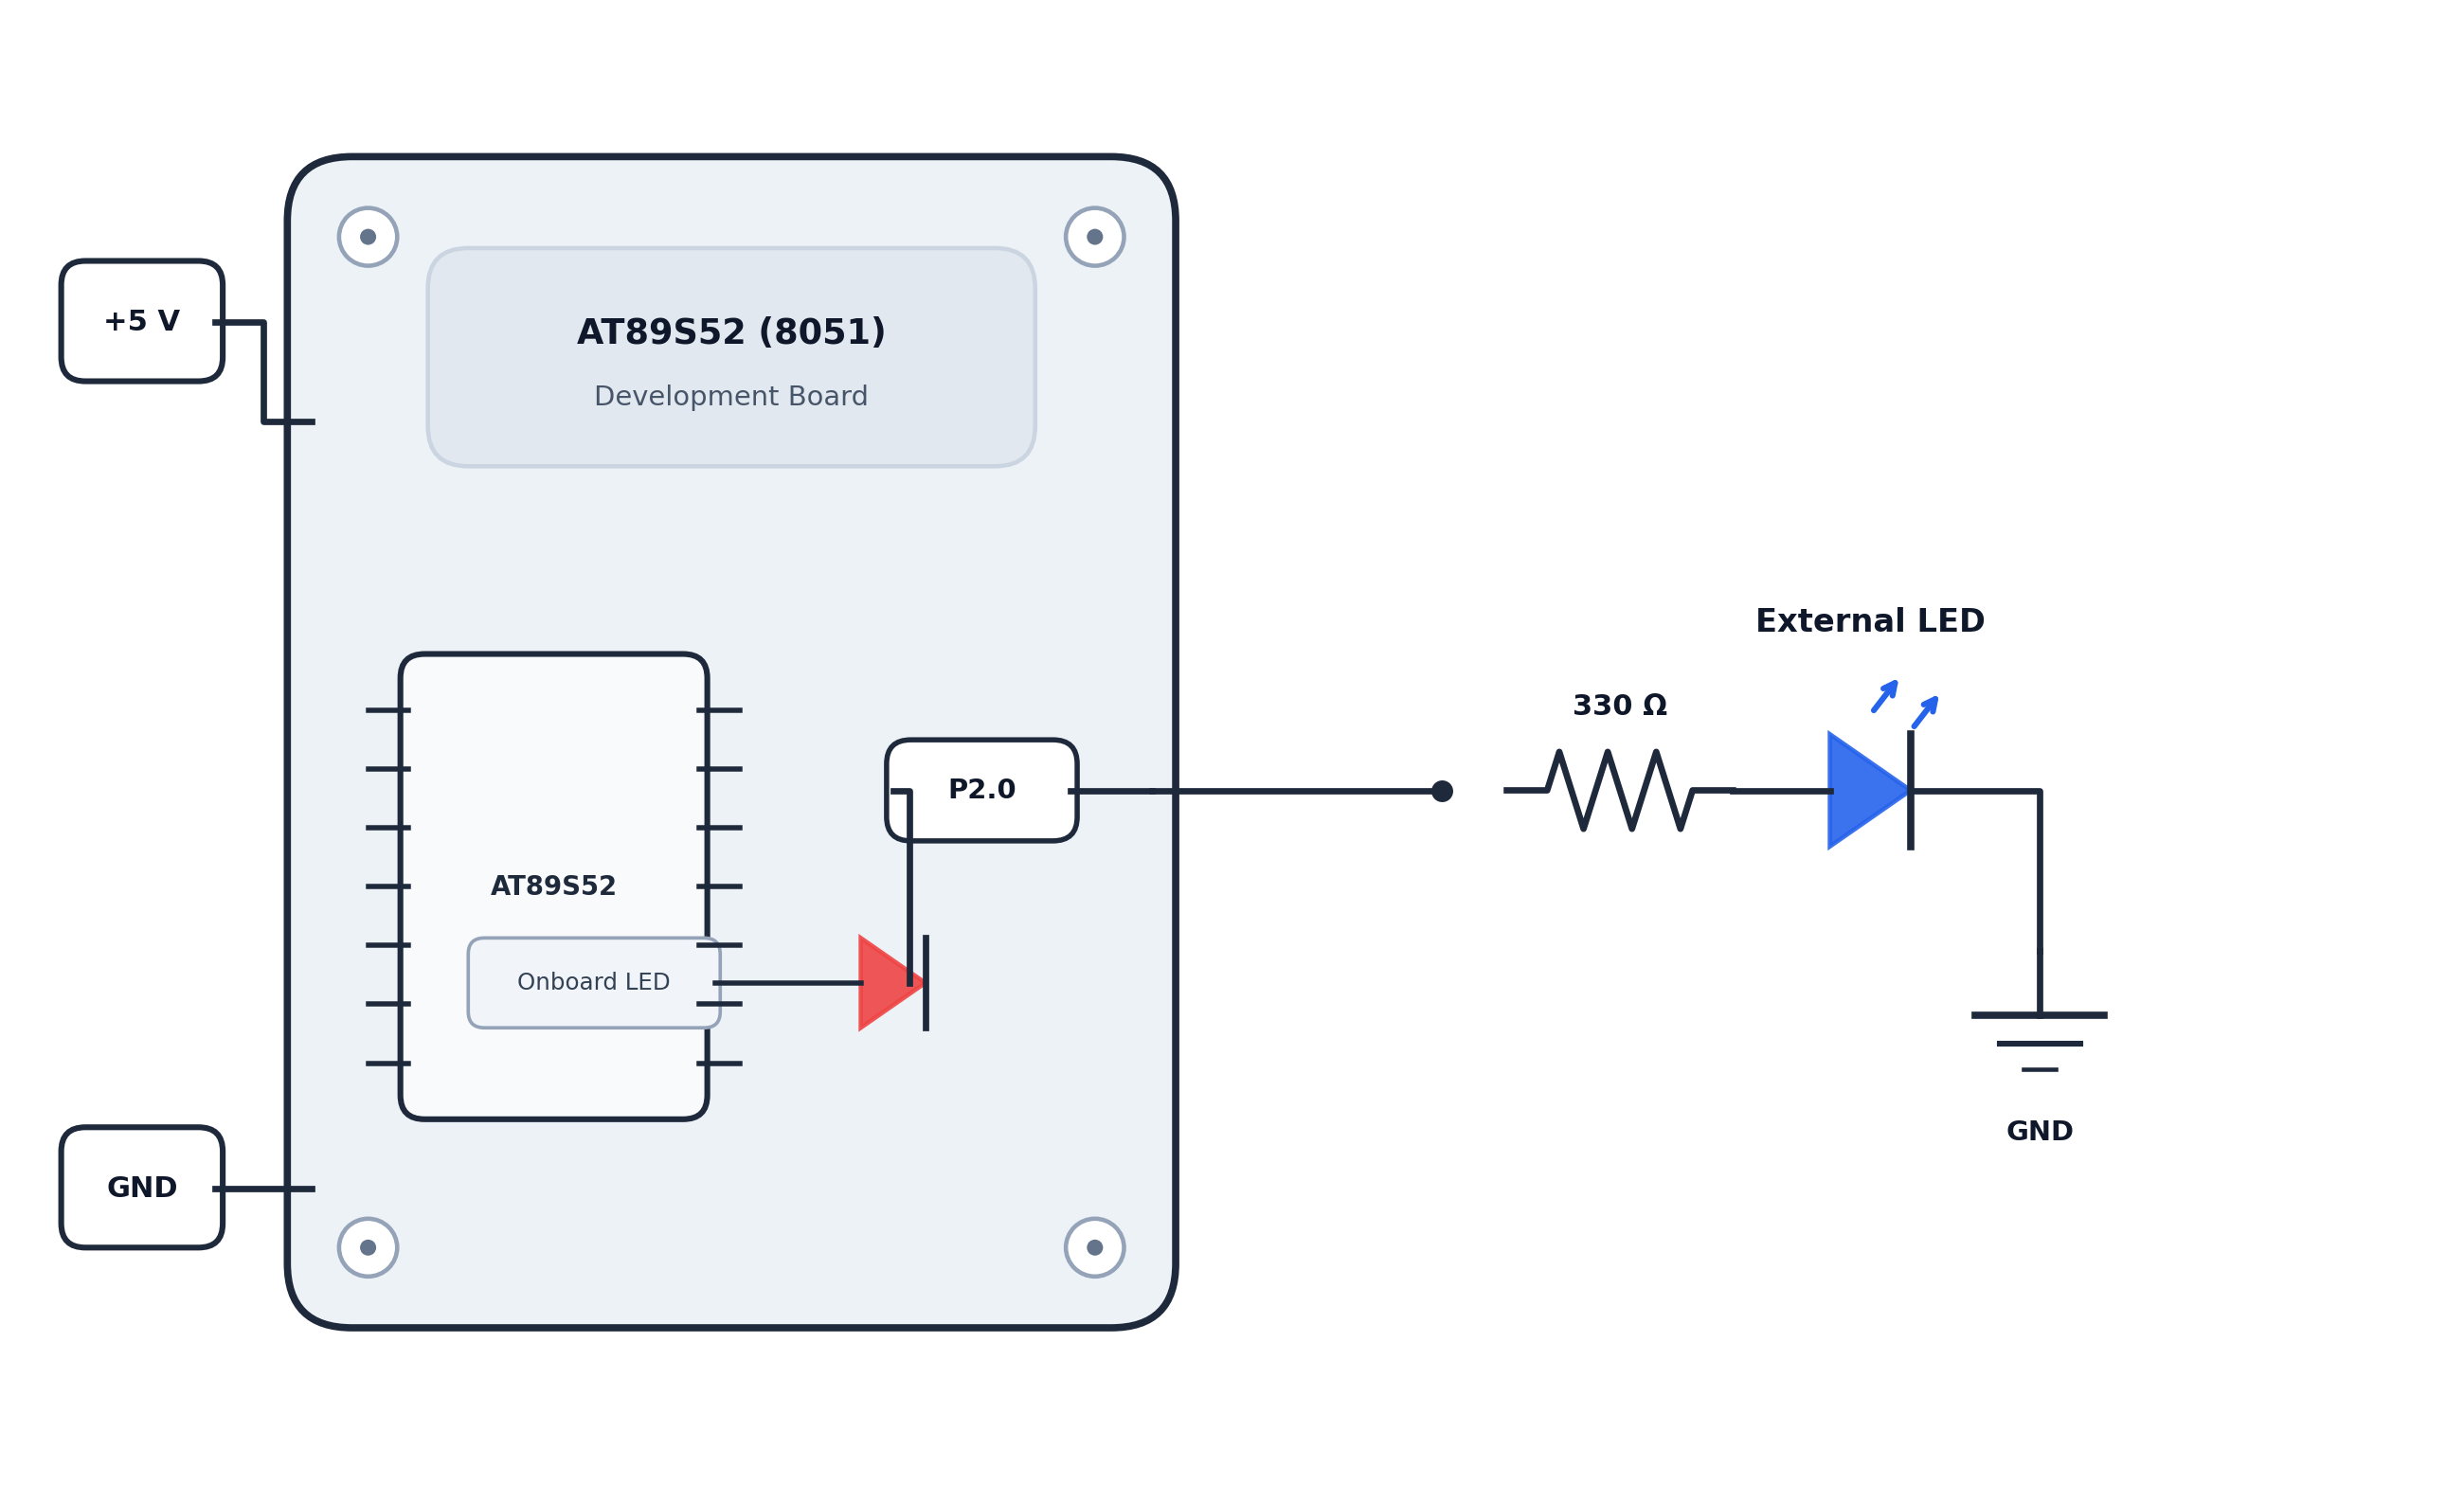 +5 V
AT89S52 (8051)
Development Board
External LED
330 Ω
P2.0
AT89S52
Onboard LED
GND
GND